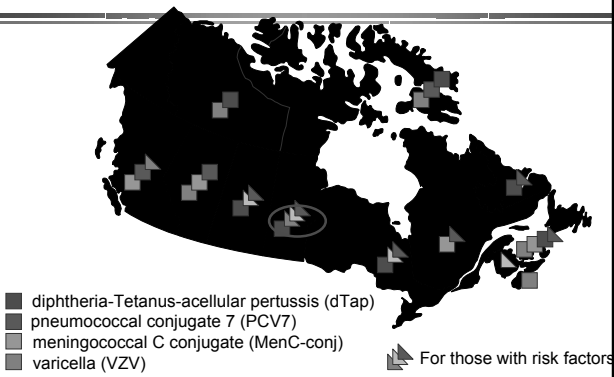 diphtheria-Tetanus-acellular pertussis (dTap)
pneumococcal conjugate 7 (PCV7)
meningococcal C conjugate (MenC-conj)
varicella (VZV)
For those with risk factors